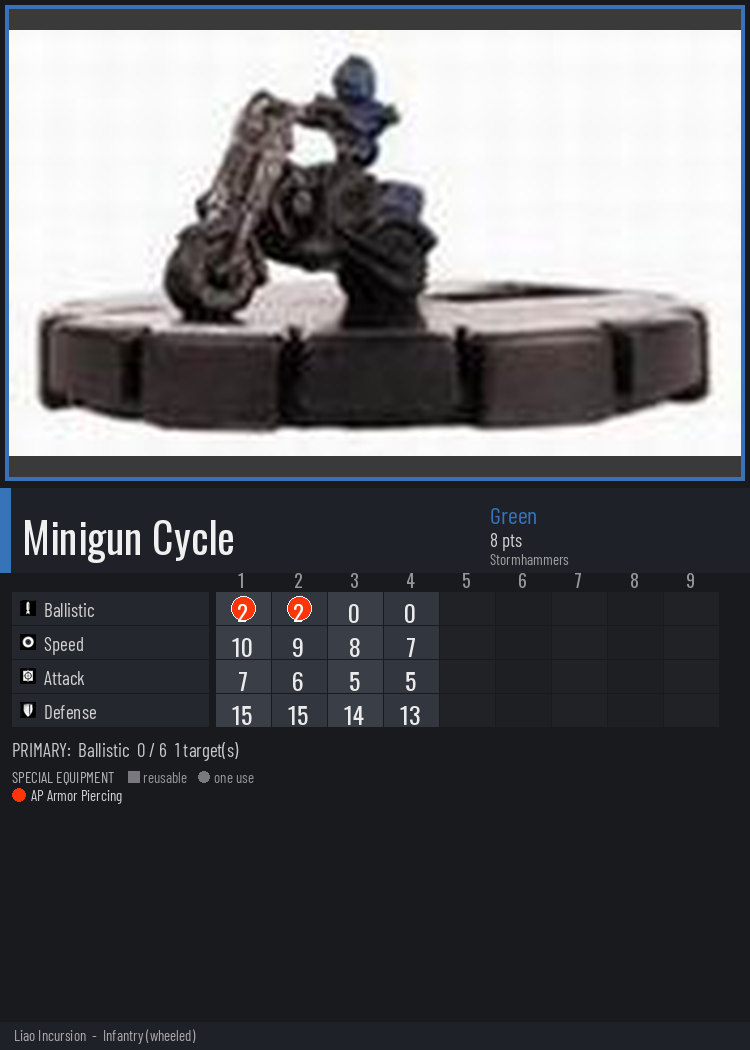 Minigun Cycle
Green
8 pts
Stormhammers
1 2 3 4 5 6 7 8 9
Ballistic 2 2 0 0
Speed 10 9 8 7
Attack 7 6 5 5
Defense 15 15 14 13
PRIMARY: Ballistic 0 / 6 1 target(s)
SPECIAL EQUIPMENT reusable one use
AP Armor Piercing
Liao Incursion - Infantry (wheeled)